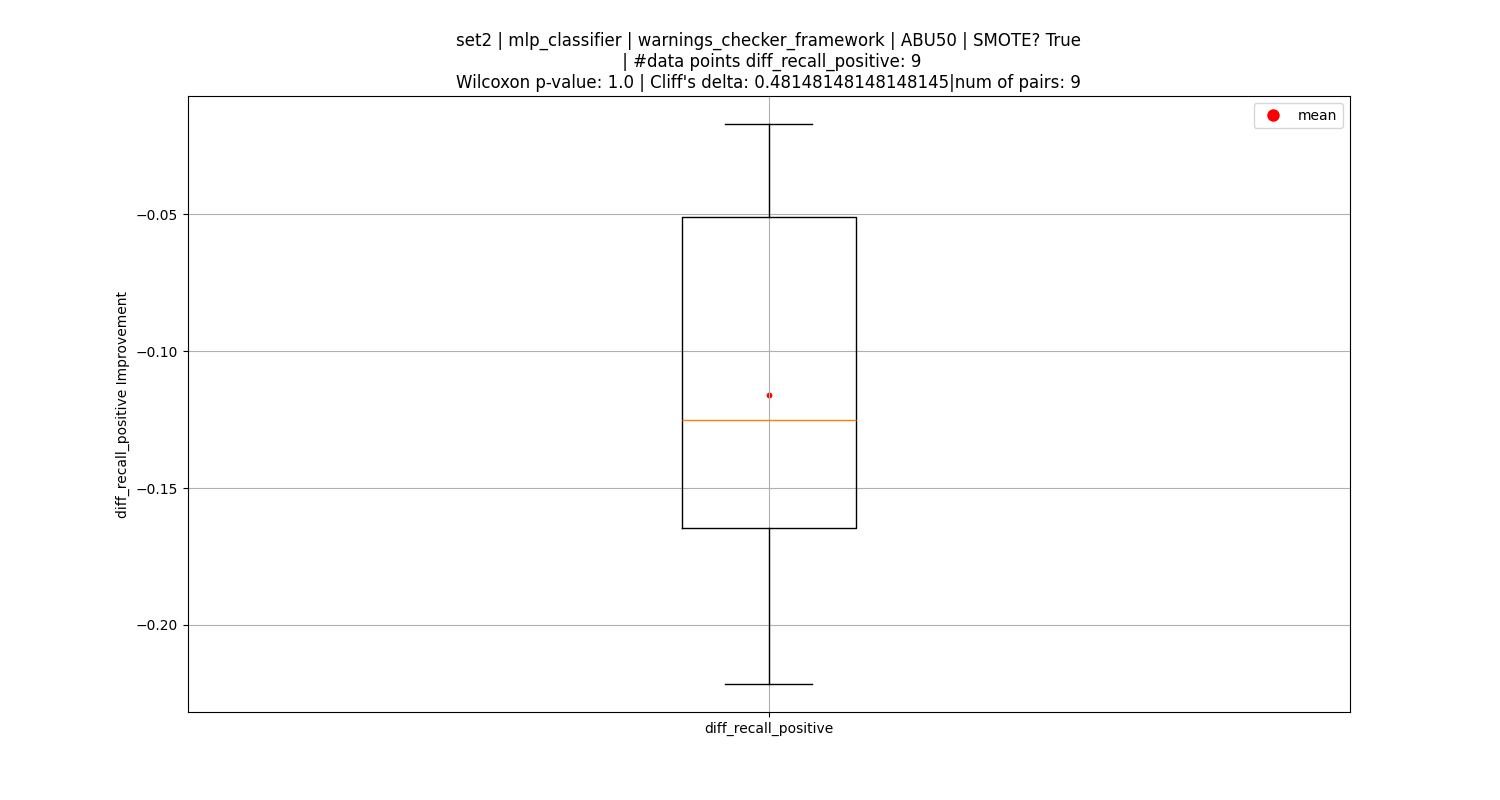 set2 | mlp_classifier | warnings_checker_framework | ABU50 | SMOTE? True
| #data points diff_recall_positive: 9
Wilcoxon p-value: 1.0 | Cliff's delta: 0.48148148148148145|num of pairs: 9
mean
−0.05
−0.10
−0.15
−0.20
diff_recall_positive Improvement
diff_recall_positive